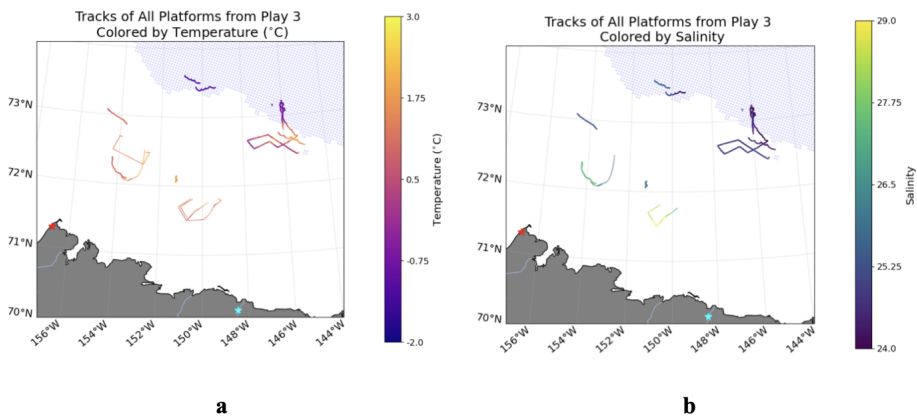 Tracks of All Platforms from Play 3
Colored by Temperature (˚C)
73°N
72°N
71°N
70°N
156°W
154°W
152°W
150°W
148°W
146°W
144°W
3.0
1.75
0.5
-0.75
-2.0
Temperature (˚C)
a
Tracks of All Platforms from Play 3
Colored by Salinity
73°N
72°N
71°N
70°N
156°W
154°W
152°W
150°W
148°W
146°W
144°W
29.0
27.75
26.5
25.25
24.0
Salinity
b